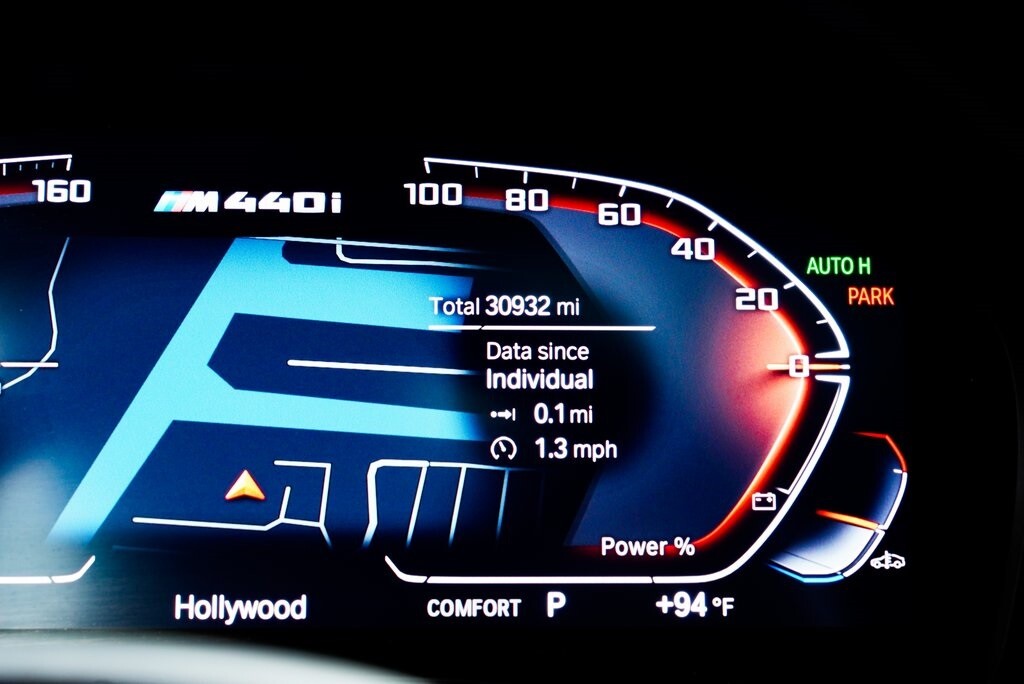 160
M M440i
100
80
60
40
20
0
AUTO H
PARK
Total 30932 mi
Data since
Individual
0.1 mi
1.3 mph
Power %
Hollywood
COMFORT P +94 °F